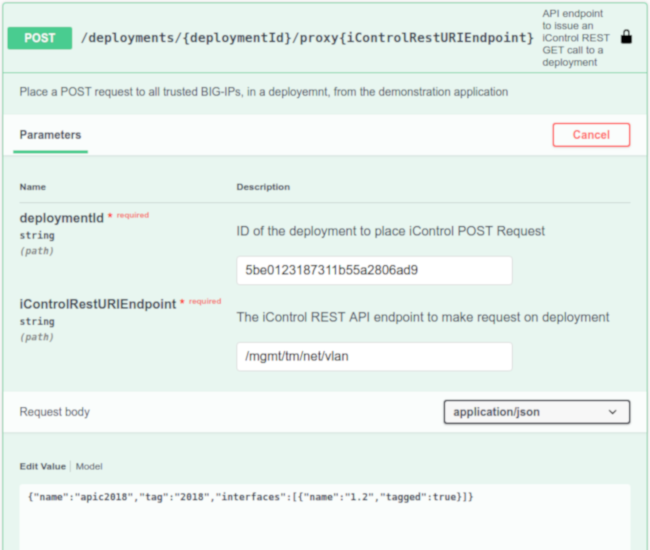 POST /deployments/{deploymentId}/proxy{iControlRestURIEndpoint}
API endpoint
to issue an
iControl REST
GET call to a
deployment
Place a POST request to all trusted BIG-IPs, in a deployemnt, from the demonstration application
Parameters
Cancel
Name Description
deploymentId * required
string
(path)
ID of the deployment to place iControl POST Request
5be0123187311b55a2806ad9
iControlRestURIEndpoint * required
string
(path)
The iControl REST API endpoint to make request on deployment
/mgmt/tm/net/vlan
Request body
application/json
Edit Value Model
{"name":"apic2018","tag":"2018","interfaces":[{"name":"1.2","tagged":true}]}